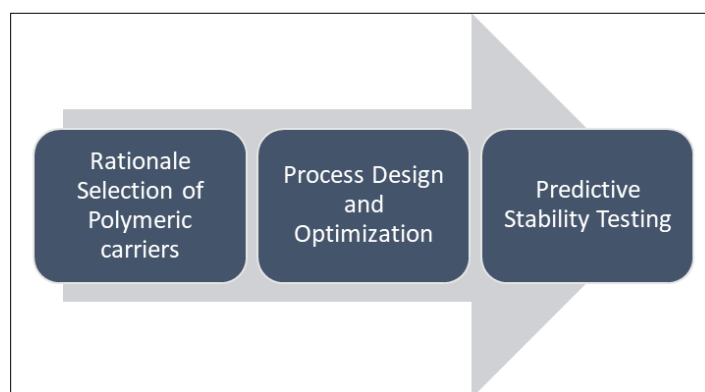 Rationale
Selection of
Polymeric
carriers
Process Design
and
Optimization
Predictive
Stability Testing